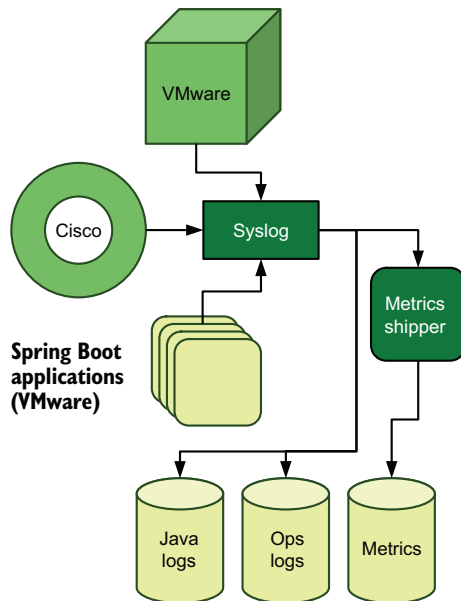 VMware
Cisco
Syslog
Metrics
shipper
Spring Boot
applications
(VMware)
Java
logs
Ops
logs
Metrics